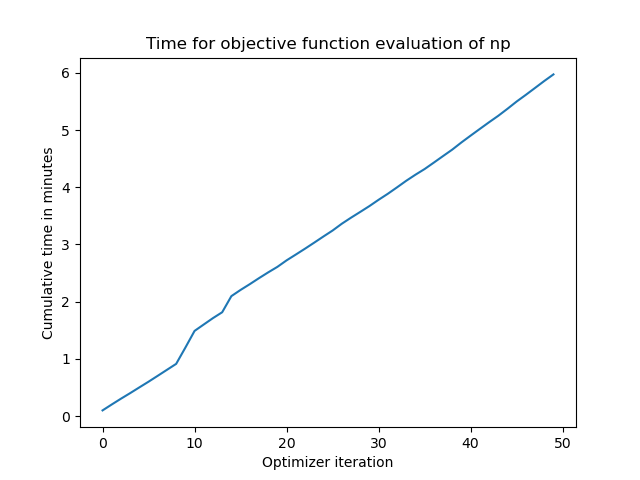 Time for objective function evaluation of np
6
5
4
3
2
1
0
Cumulative time in minutes
0 10 20 30 40 50
Optimizer iteration